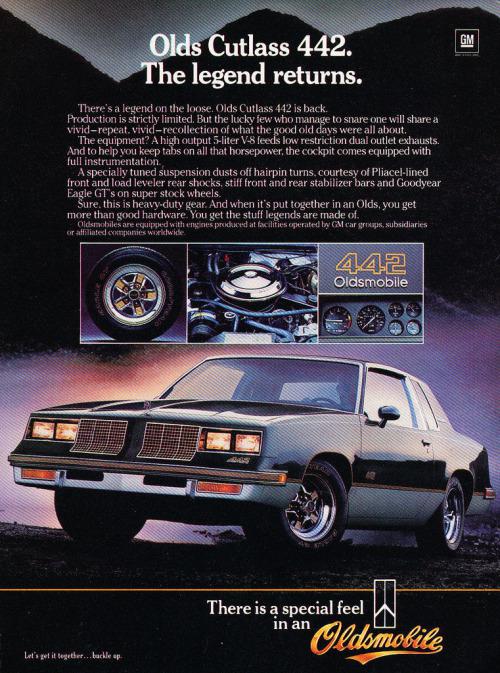 Olds Cutlass 442.
The legend returns.
GM
There's a legend on the loose. Olds Cutlass 442 is back.
Production is strictly limited. But the lucky few who manage to snare one will share a
vivid–repeat, vivid–recollection of what the good old days were all about.
The equipment? A high output 5-liter V-8 feeds low restriction dual outlet exhausts.
And to help you keep tabs on all that horsepower, the cockpit comes equipped with
full instrumentation.
A specially tuned suspension dusts off hairpin turns, courtesy of Pliacel-lined
front and load leveler rear shocks, stiff front and rear stabilizer bars and Goodyear
Eagle GT's on super stock wheels.
Sure, this is heavy-duty gear. And when it's put together in an Olds, you get
more than good hardware. You get the stuff legends are made of.
Oldsmobiles are equipped with engines produced at facilities operated by GM car groups, subsidiaries
or affiliated companies worldwide.
442
Oldsmobile
442
There is a special feel
in an
Oldsmobile
Let's get it together...buckle up.